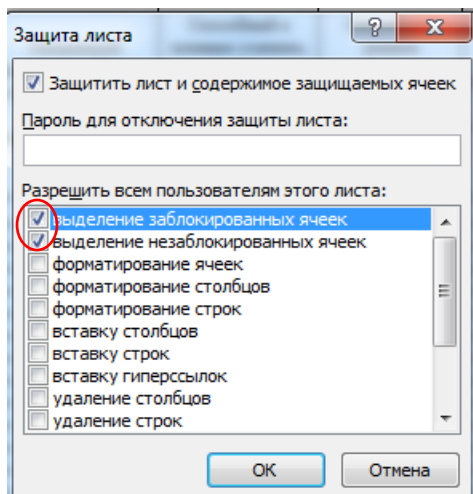 Защита листа
?
Защитить лист и содержимое защищаемых ячеек
Пароль для отключения защиты листа:
Разрешить всем пользователям этого листа:
выделение заблокированных ячеек
выделение незаблокированных ячеек
форматирование ячеек
форматирование столбцов
форматирование строк
вставку столбцов
вставку строк
вставку гиперссылок
удаление столбцов
удаление строк
ОК
Отмена